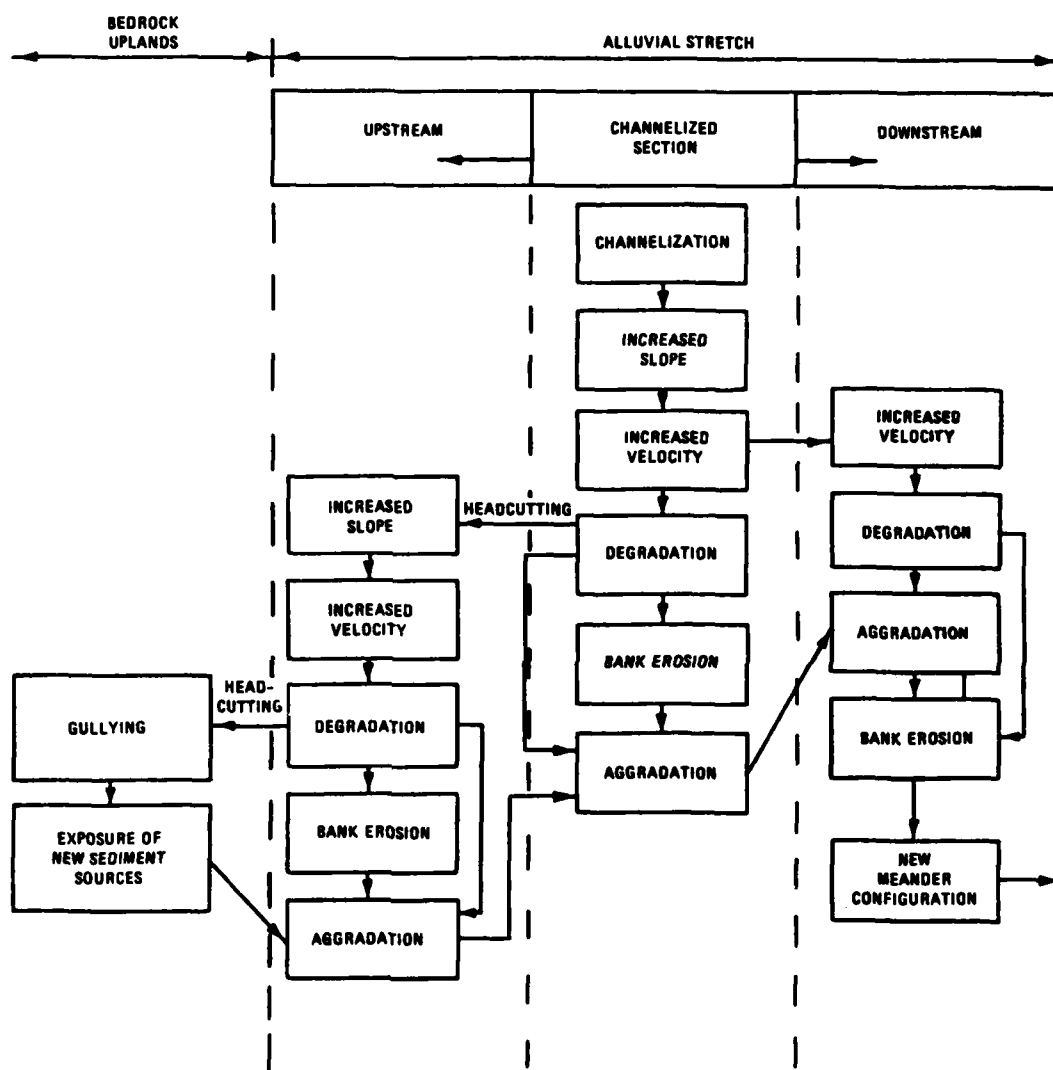 BEDROCK
UPLANDS
ALLUVIAL STRETCH
UPSTREAM
CHANNELIZED
SECTION
DOWNSTREAM
CHANNELIZATION
INCREASED
SLOPE
INCREASED
VELOCITY
INCREASED
VELOCITY
INCREASED
SLOPE
HEADCUTTING
DEGRADATION
DEGRADATION
INCREASED
VELOCITY
BANK EROSION
AGGRADATION
GULLYING
HEAD-
CUTTING
DEGRADATION
AGGRADATION
BANK EROSION
EXPOSURE OF
NEW SEDIMENT
SOURCES
BANK EROSION
NEW
MEANDER
CONFIGURATION
AGGRADATION